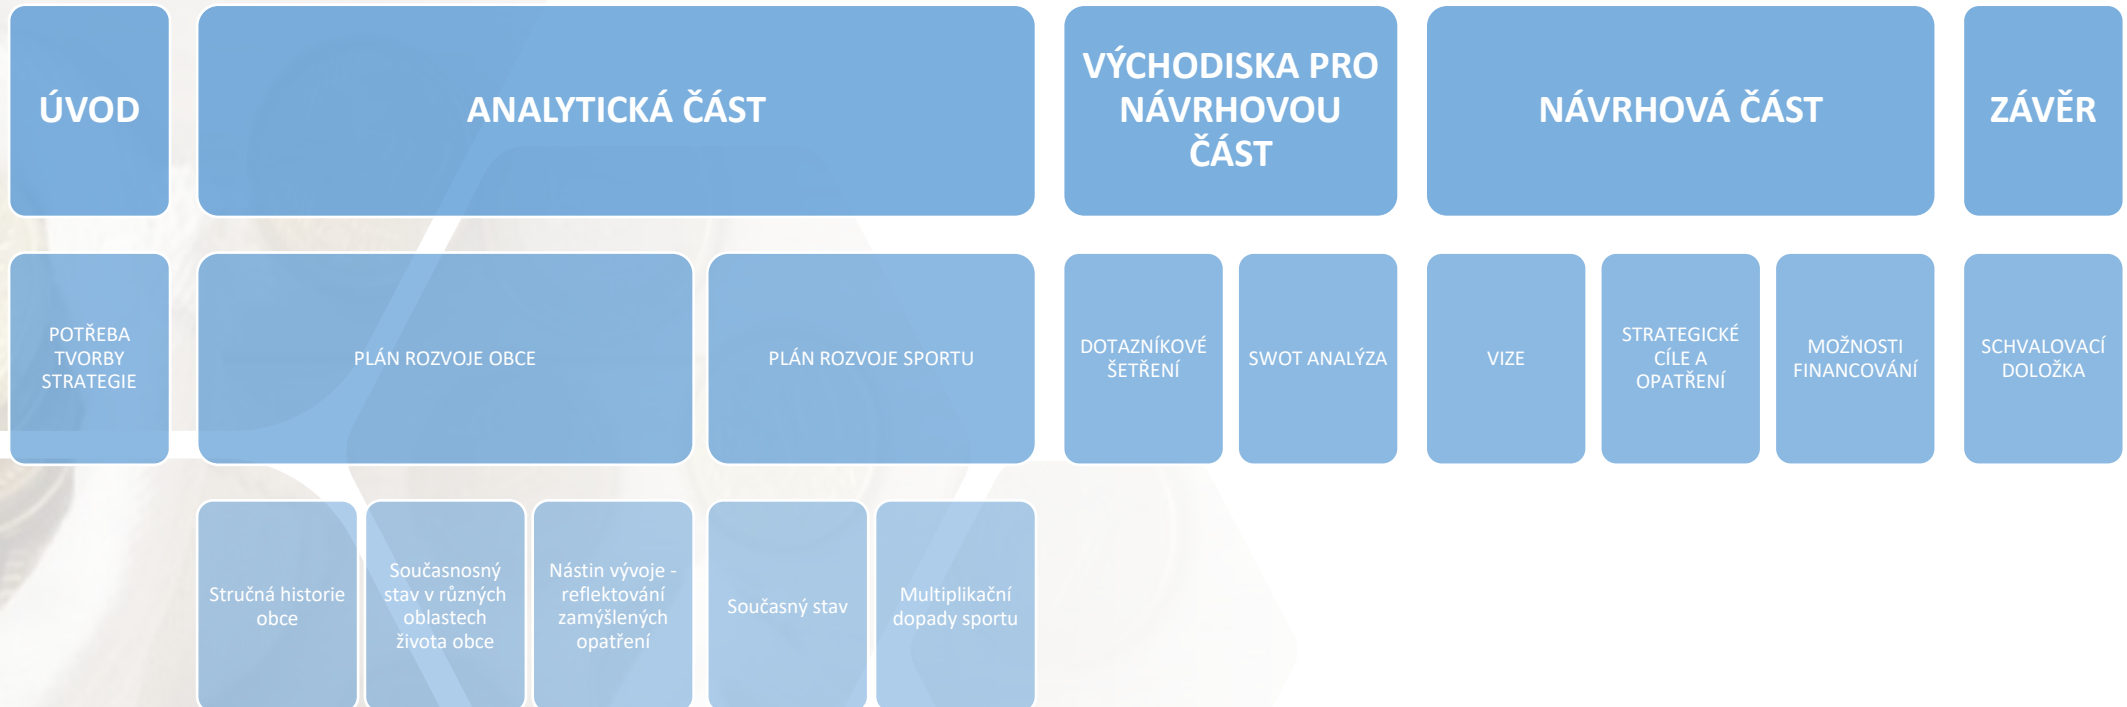 ÚVOD
ANALYTICKÁ ČÁST
VÝCHODISKA PRO
NÁVRHOVOU
ČÁST
NÁVRHOVÁ ČÁST
ZÁVĚR
POTŘEBA
TVORBY
STRATEGIE
PLÁN ROZVOJE OBCE
PLÁN ROZVOJE SPORTU
DOTAZNÍKOVÉ
ŠETŘENÍ
SWOT ANALÝZA
VIZE
STRATEGICKÉ
CÍLE A
OPATŘENÍ
MOŽNOSTI
FINANCOVÁNÍ
SCHVALOVACÍ
DOLOŽKA
Stručná historie
obce
Současnosný
stav v různých
oblastech
života obce
Nástin vývoje -
reflektování
zamýšlených
opatření
Současný stav
Multiplikační
dopady sportu